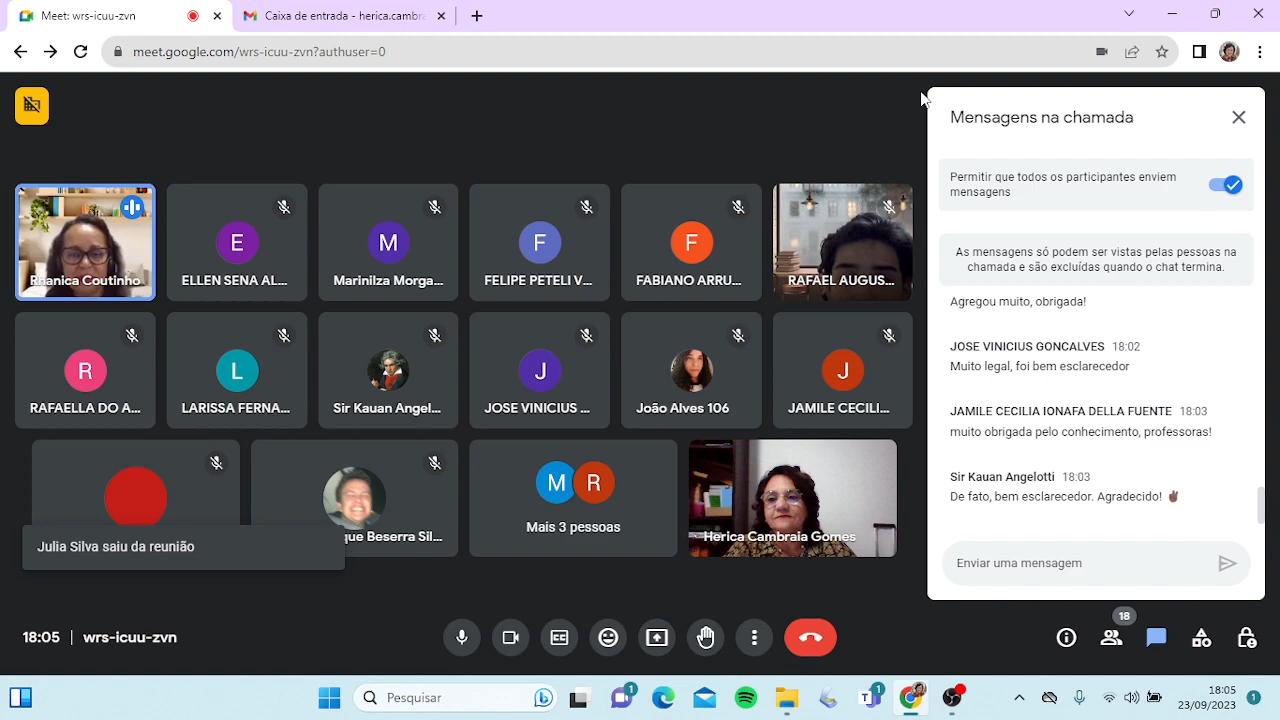 Meet: wrs-icuu-zvn
Caixa de entrada - herica.cambra
meet.google.com/wrs-icuu-zvn?authuser=0
Mensagens na chamada
Permitir que todos os participantes enviem
mensagens
As mensagens só podem ser vistas pelas pessoas na
chamada e são excluídas quando o chat termina.
Agregou muito, obrigada!
JOSE VINICIUS GONCALVES 18:02
Muito legal, foi bem esclarecedor
JAMILE CECILIA IONAFA DELLA FUENTE 18:03
muito obrigada pelo conhecimento, professoras!
Sir Kauan Angelotti 18:03
De fato, bem esclarecedor. Agradecido! ✌🏿
Enviar uma mensagem
Rhanica Coutinho
E
ELLEN SENA AL...
M
Marinilza Morga...
F
FELIPE PETELI V...
F
FABIANO ARRU...
RAFAEL AUGUS...
R
RAFAELLA DO A...
L
LARISSA FERNA...
Sir Kauan Angel...
J
JOSE VINICIUS ...
João Alves 106
J
JAMILE CECILI...
que Beserra Sil...
M R
Mais 3 pessoas
Herica Cambraia Gomes
Julia Silva saiu da reunião
18:05 | wrs-icuu-zvn
18
Pesquisar
1
1
18:05
23/09/2023
1